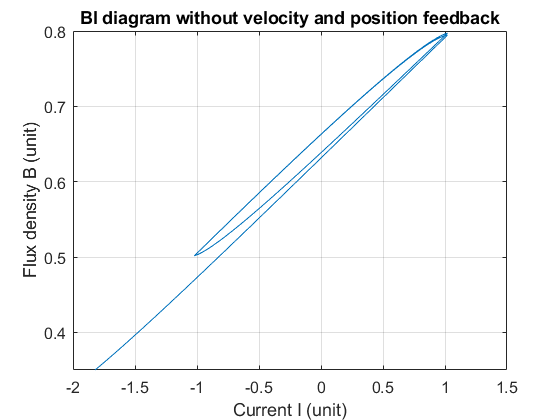 BI diagram without velocity and position feedback
0.8
0.7
0.6
0.5
0.4
Flux density B (unit)
-2 -1.5 -1 -0.5 0 0.5 1 1.5
Current I (unit)